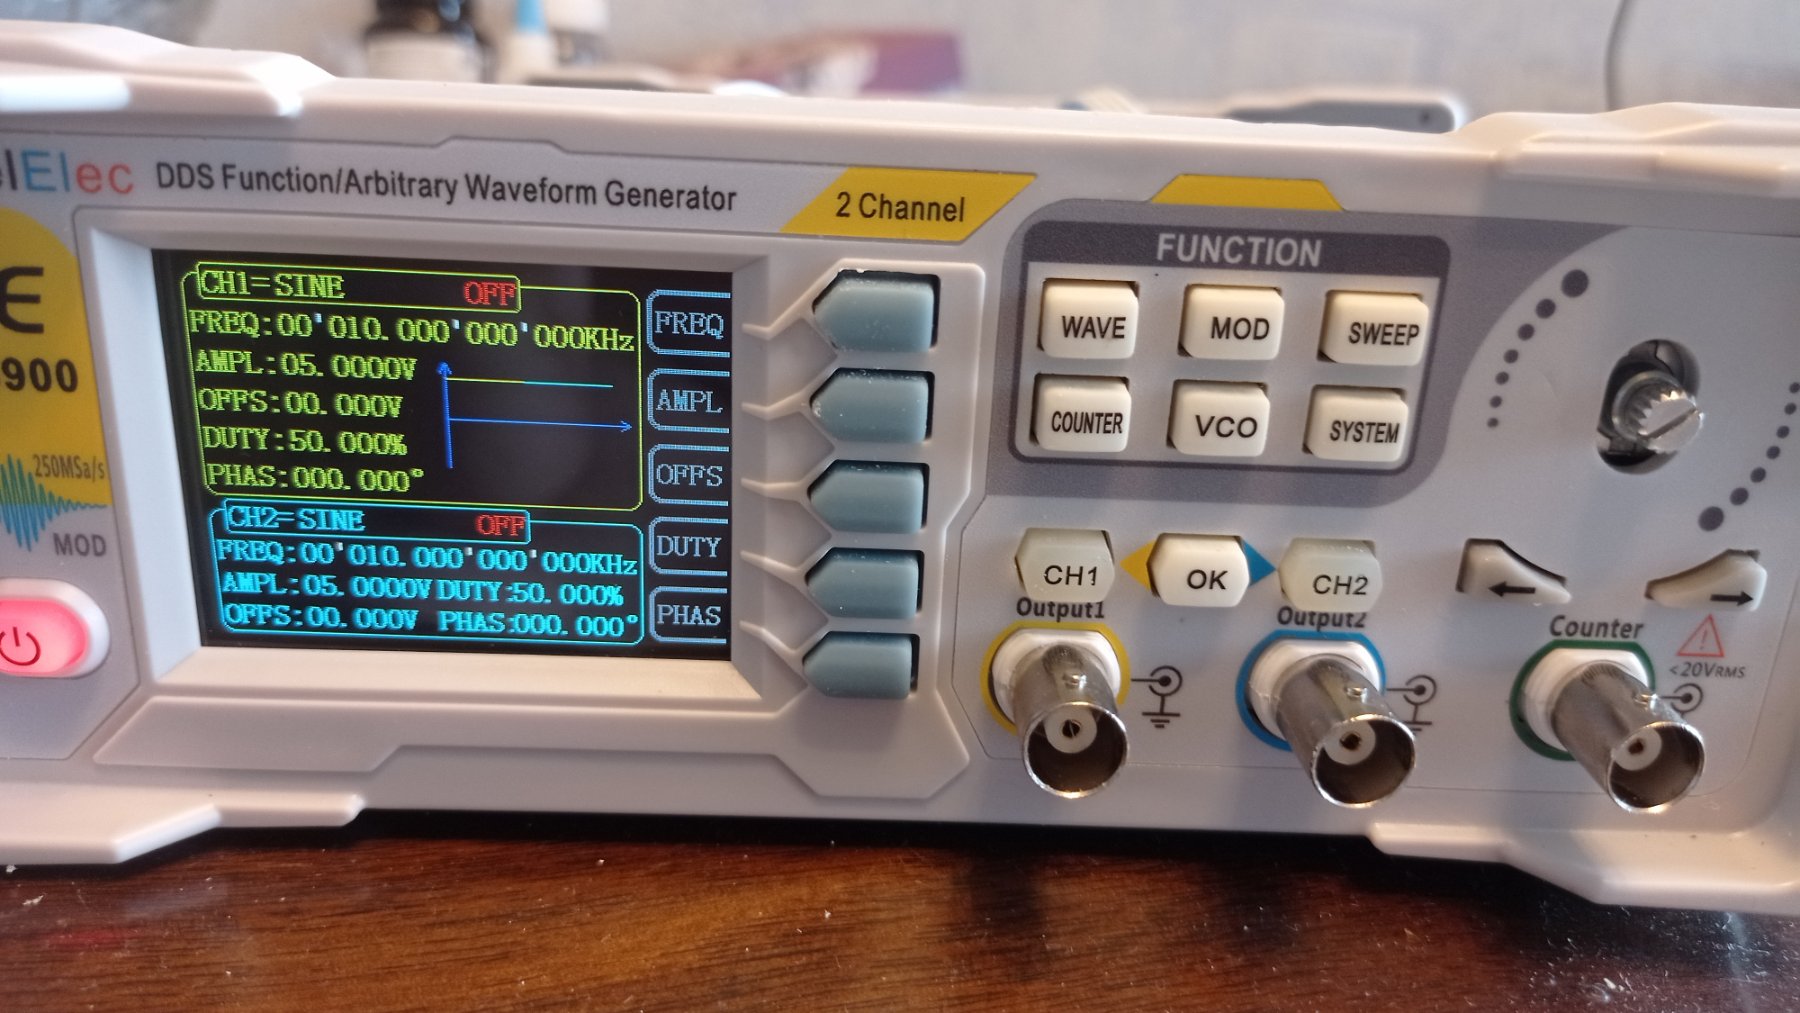 elElec
DDS Function/Arbitrary Waveform Generator
2 Channel
900
250MSa/s
MOD
CH1=SINE OFF
FREQ:00'010.000'000'000KHz
AMPL:05.0000V
OFFS:00.000V
DUTY:50.000%
PHAS:000.000°
CH2=SINE OFF
FREQ:00'010.000'000'000KHz
AMPL:05.0000V DUTY:50.000%
OFFS:00.000V PHAS:000.000°
FREQ
AMPL
OFFS
DUTY
PHAS
FUNCTION
WAVE MOD SWEEP
COUNTER VCO SYSTEM
CH1 OK CH2
Output1 Output2 Counter
<20VRMS